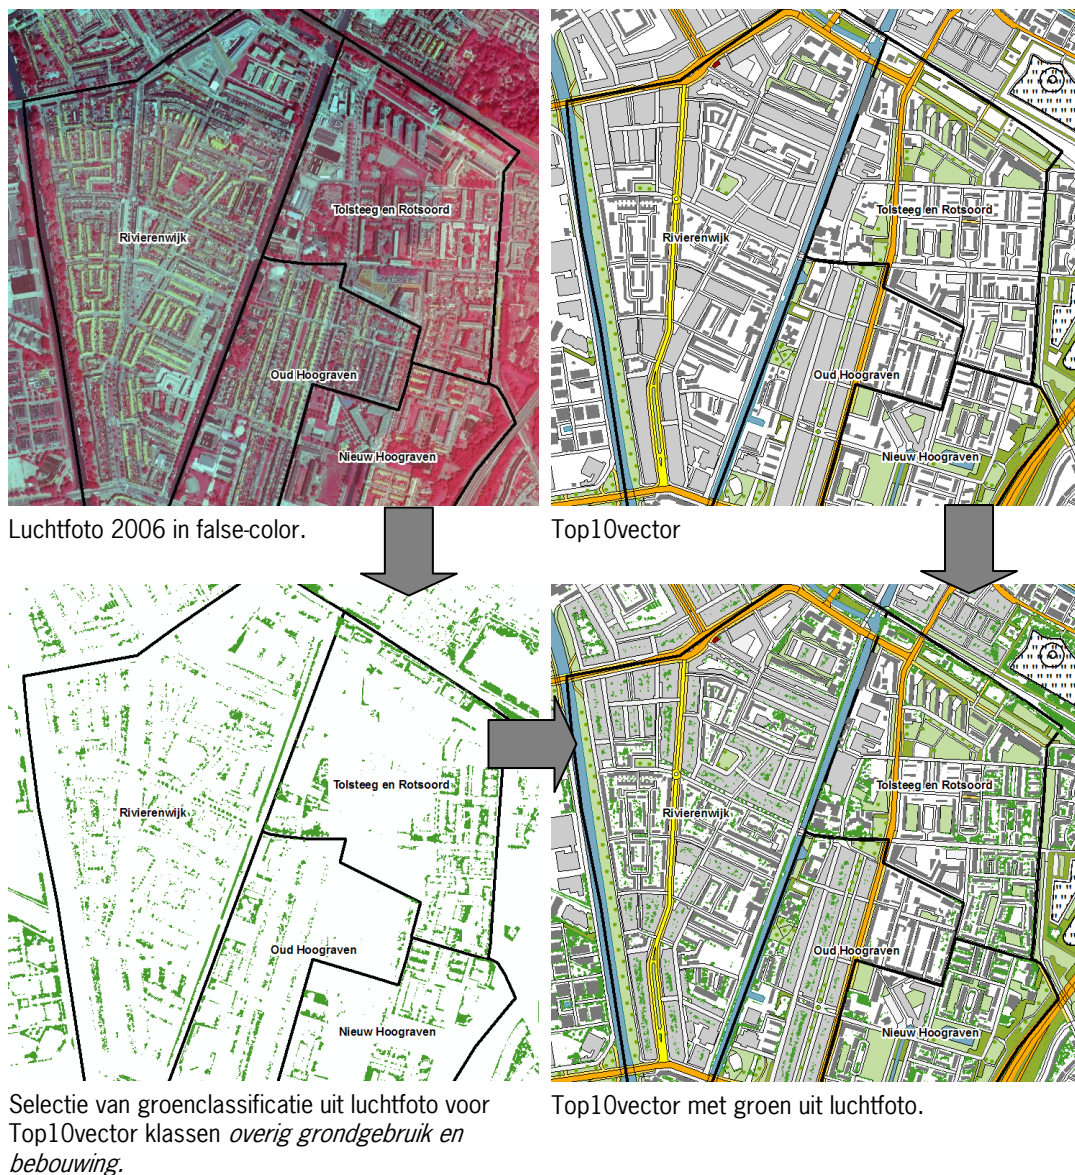 Tolsteeg en Rotsoord
Rivierenwijk
Oud Hoograven
Nieuw Hoograven
Luchtfoto 2006 in false-color.
Tolsteeg en Rotsoord
Rivierenwijk
Oud Hoograven
Nieuw Hoograven
Top10vector
Tolsteeg en Rotsoord
Rivierenwijk
Oud Hoograven
Nieuw Hoograven
Selectie van groenclassificatie uit luchtfoto voor
Top10vector klassen overig grondgebruik en
bebouwing.
Tolsteeg en Rotsoord
Rivierenwijk
Oud Hoograven
Nieuw Hoograven
Top10vector met groen uit luchtfoto.